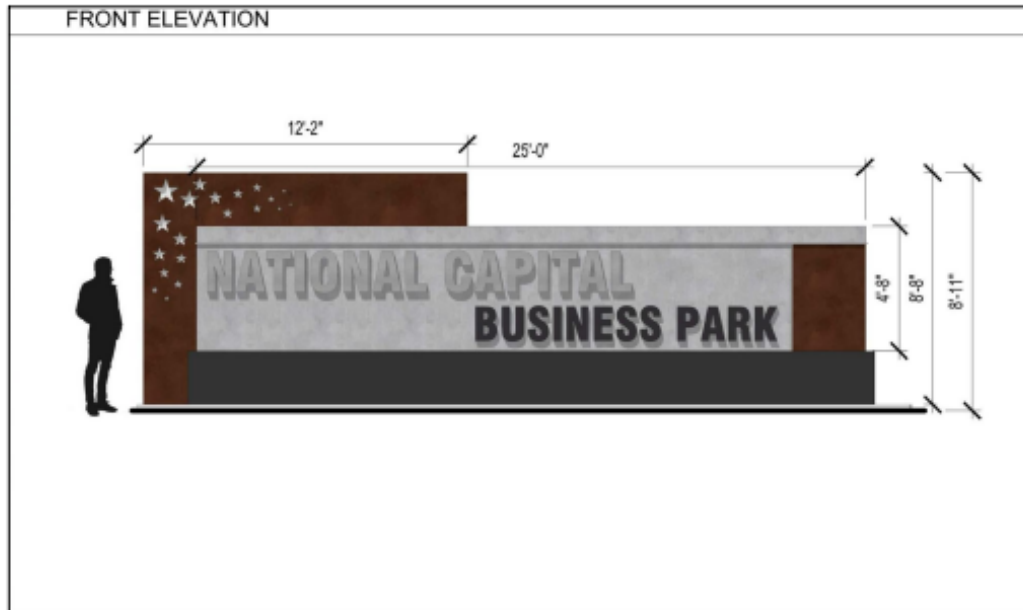 FRONT ELEVATION
12'-2"
25'-0"
NATIONAL CAPITAL
BUSINESS PARK
4'-8"
8'-8"
8'-11"